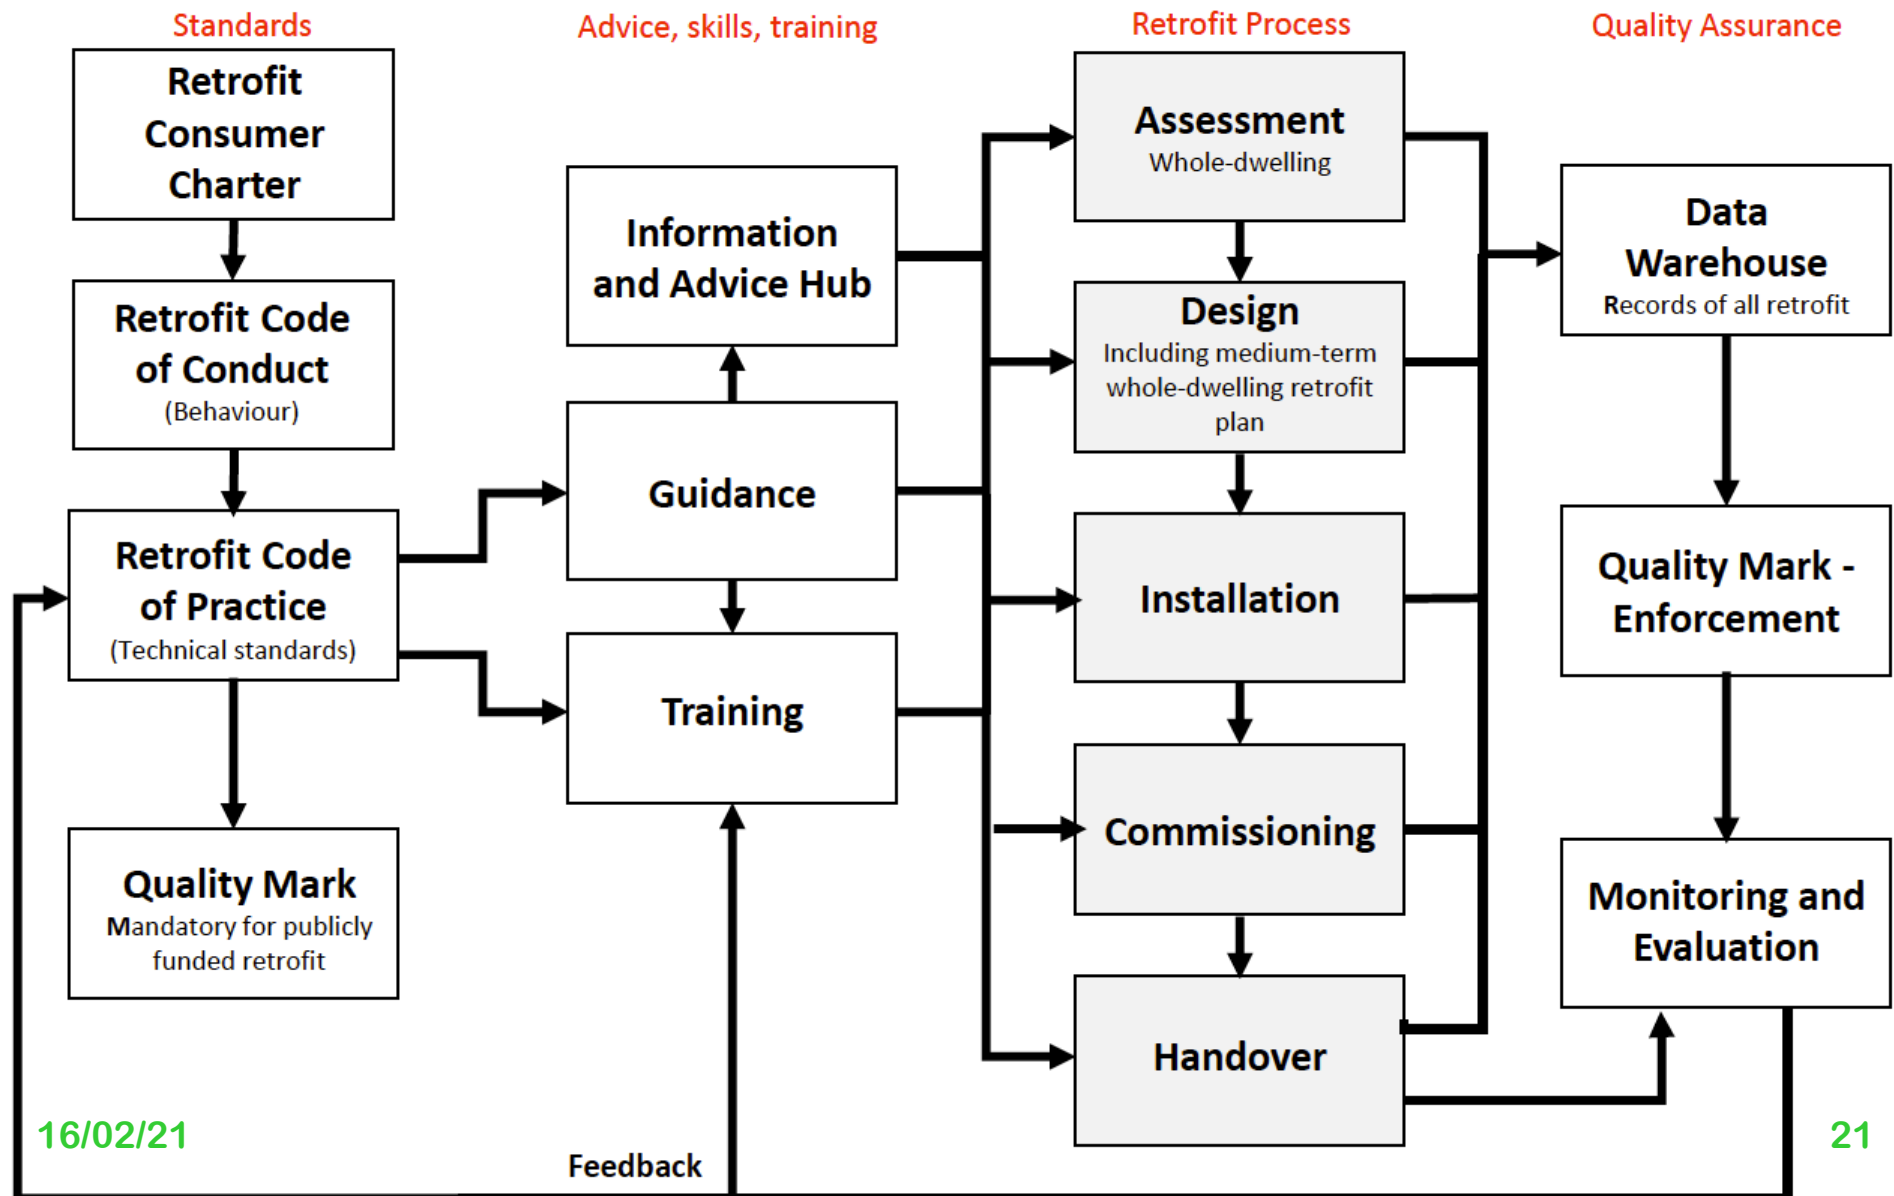 Standards
Retrofit
Consumer
Charter
Retrofit Code
of Conduct
(Behaviour)
Retrofit Code
of Practice
(Technical standards)
Quality Mark
Mandatory for publicly
funded retrofit
Advice, skills, training
Information
and Advice Hub
Guidance
Training
Retrofit Process
Assessment
Whole-dwelling
Design
Including medium-term
whole-dwelling retrofit
plan
Installation
Commissioning
Handover
Quality Assurance
Data
Warehouse
Records of all retrofit
Quality Mark -
Enforcement
Monitoring and
Evaluation
16/02/21
Feedback
21